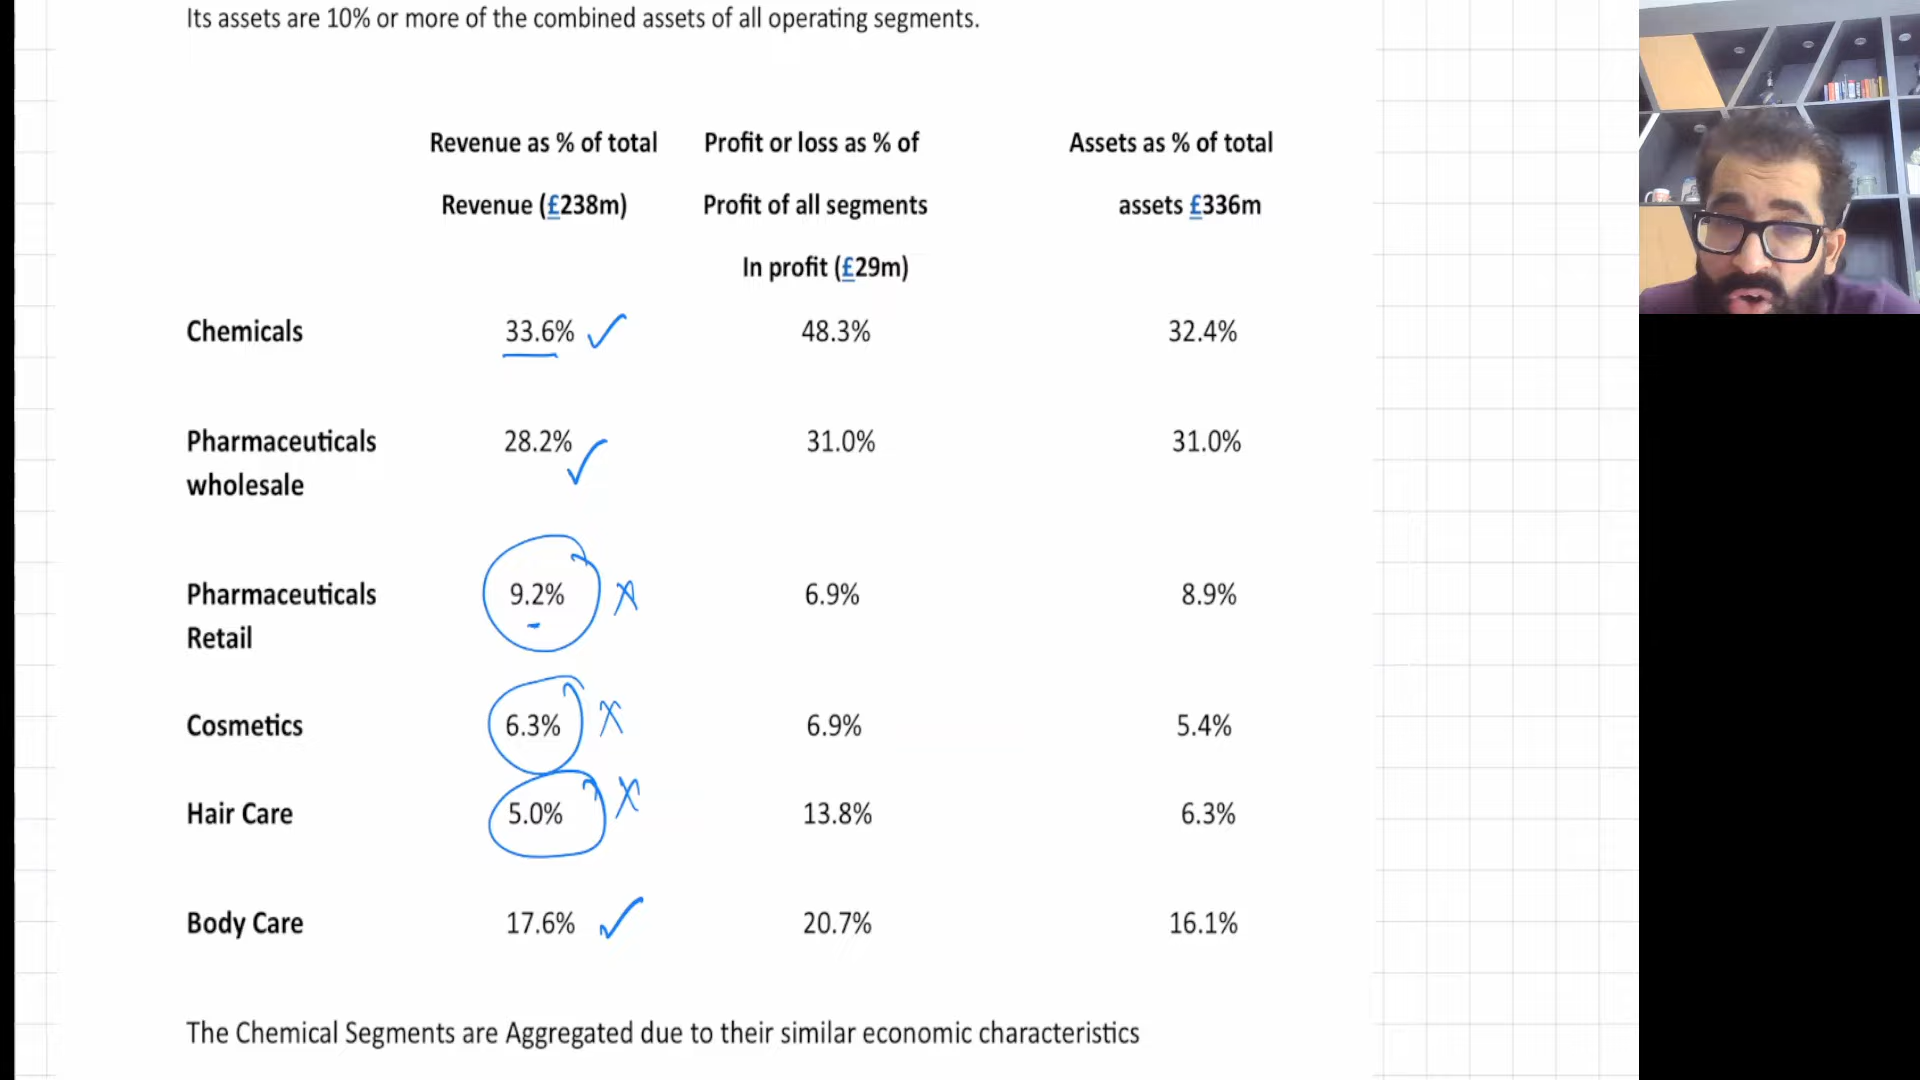 Its assets are 10% or more of the combined assets of all operating segments.
Revenue as % of total Profit or loss as % of Assets as % of total
Revenue (£238m) Profit of all segments assets £336m
In profit (£29m)
Chemicals 33.6% ✓ 48.3% 32.4%
Pharmaceuticals 28.2% ✓ 31.0% 31.0%
wholesale
Pharmaceuticals 9.2% X 6.9% 8.9%
Retail
Cosmetics 6.3% X 6.9% 5.4%
Hair Care 5.0% X 13.8% 6.3%
Body Care 17.6% ✓ 20.7% 16.1%
The Chemical Segments are Aggregated due to their similar economic characteristics